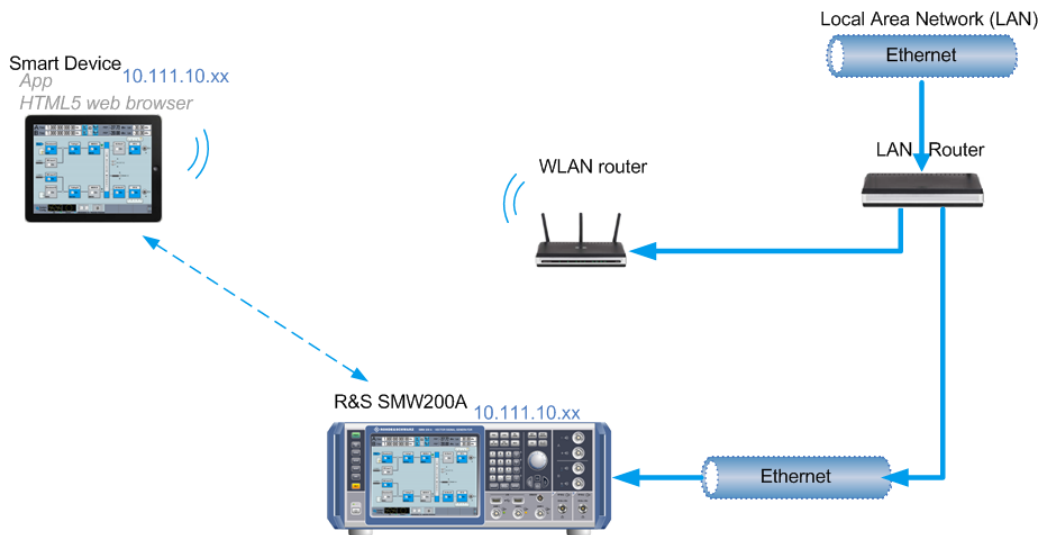 Local Area Network (LAN)
Ethernet
Smart Device
10.111.10.xx
App
HTML5 web browser
LAN Router
WLAN router
R&S SMW200A
10.111.10.xx
Ethernet